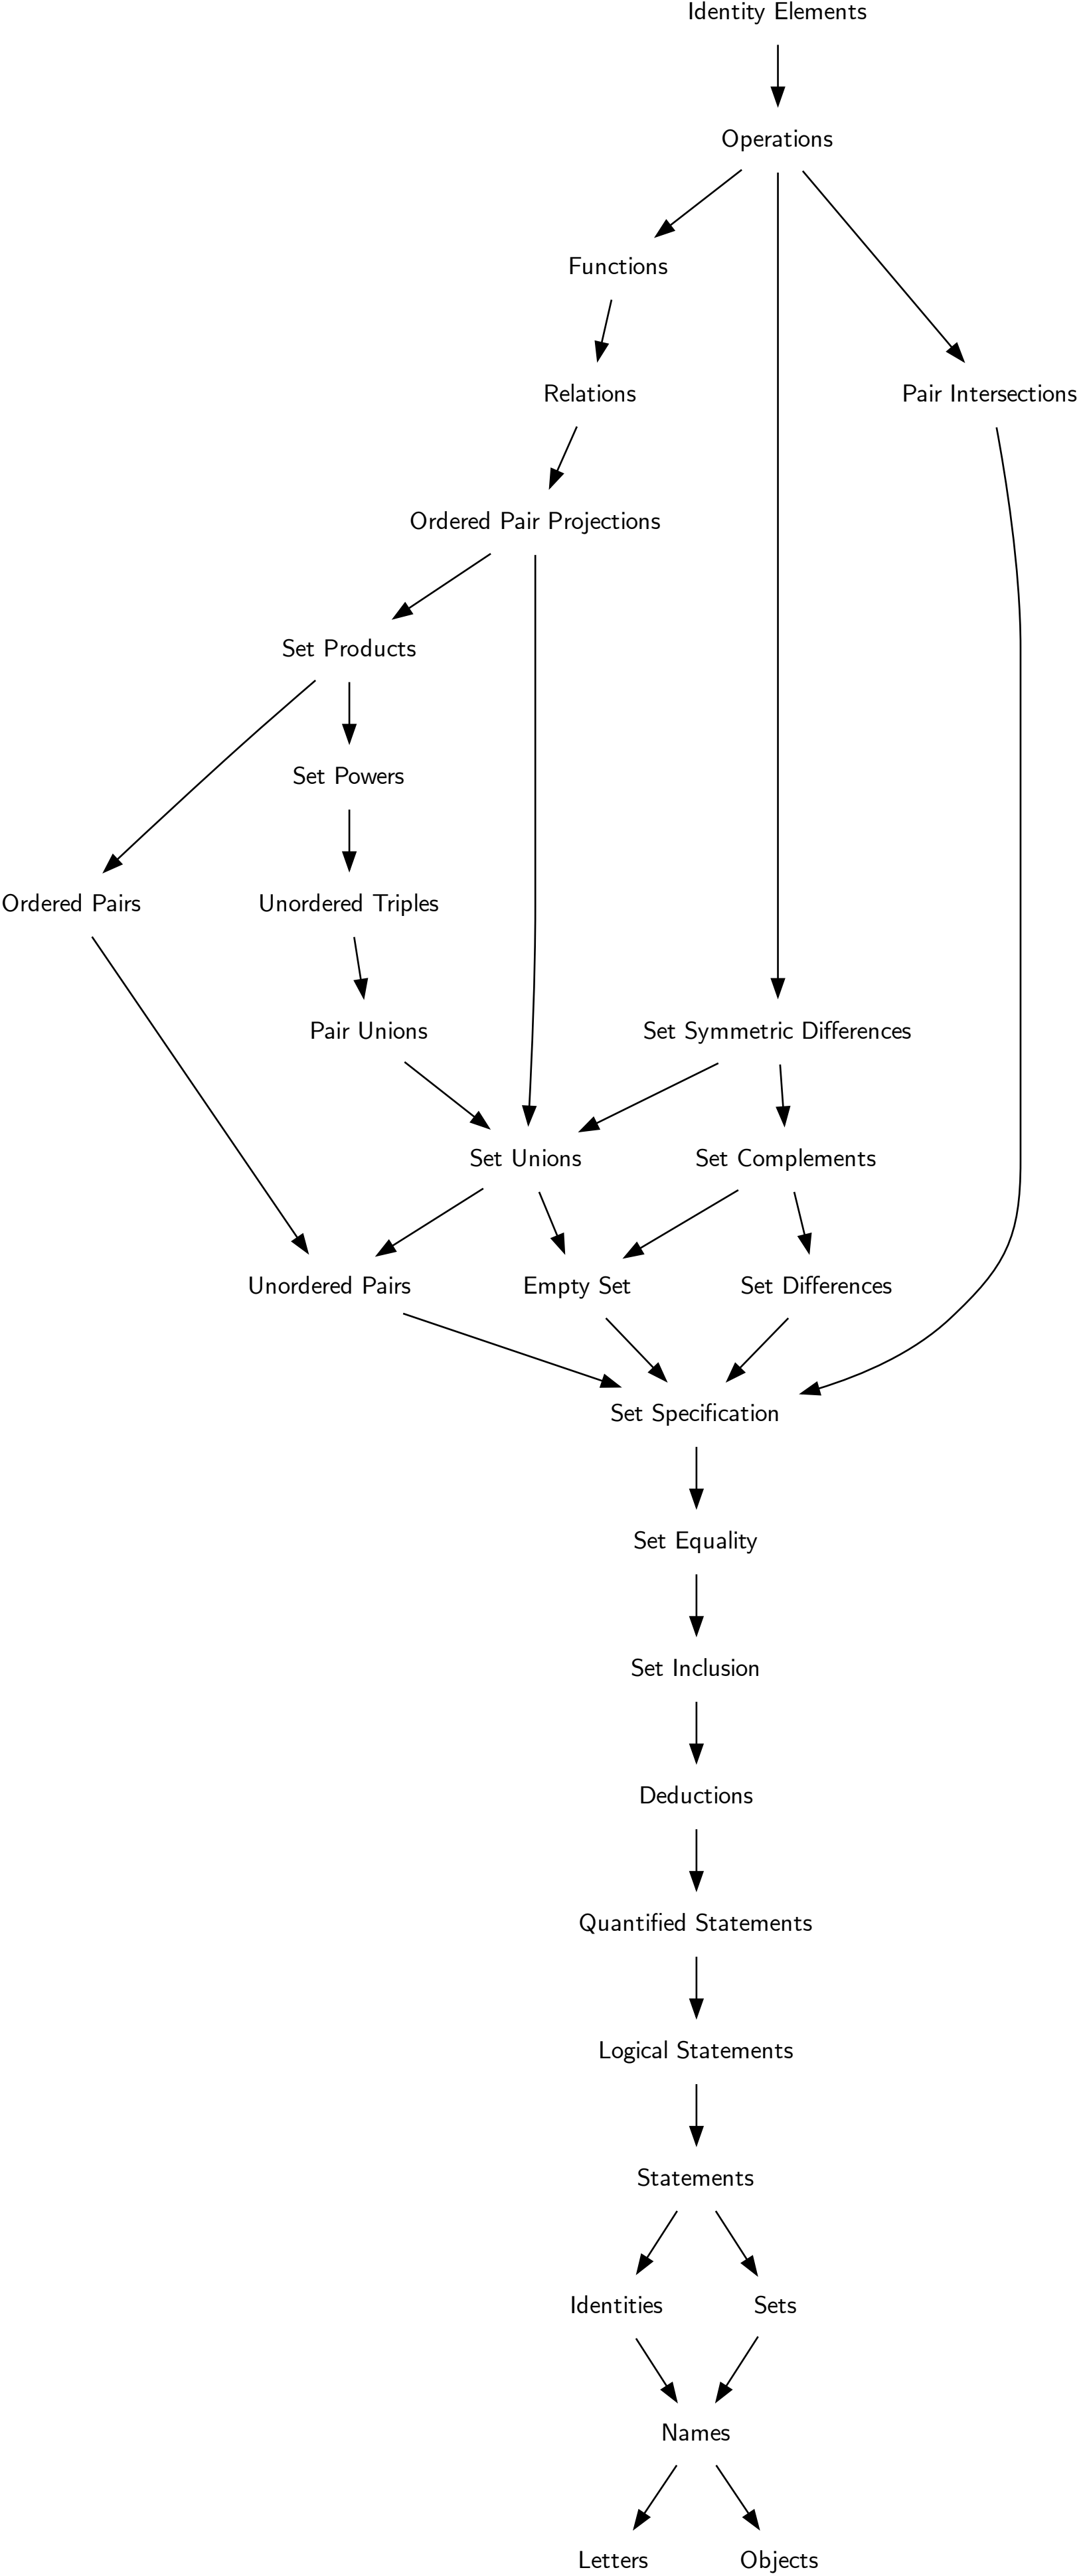 Identity Elements
Operations
Functions
Relations
Pair Intersections
Ordered Pair Projections
Set Products
Set Powers
Ordered Pairs
Unordered Triples
Pair Unions
Set Symmetric Differences
Set Unions
Set Complements
Unordered Pairs
Empty Set
Set Differences
Set Specification
Set Equality
Set Inclusion
Deductions
Quantified Statements
Logical Statements
Statements
Identities
Sets
Names
Letters
Objects